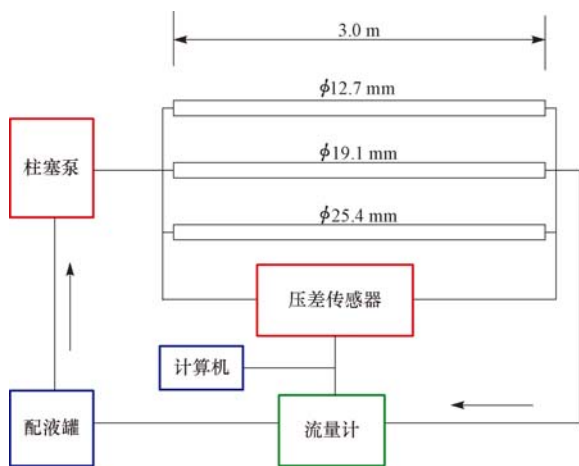 3.0 m
ϕ12.7 mm
柱塞泵
ϕ19.1 mm
ϕ25.4 mm
压差传感器
计算机
配液罐
流量计